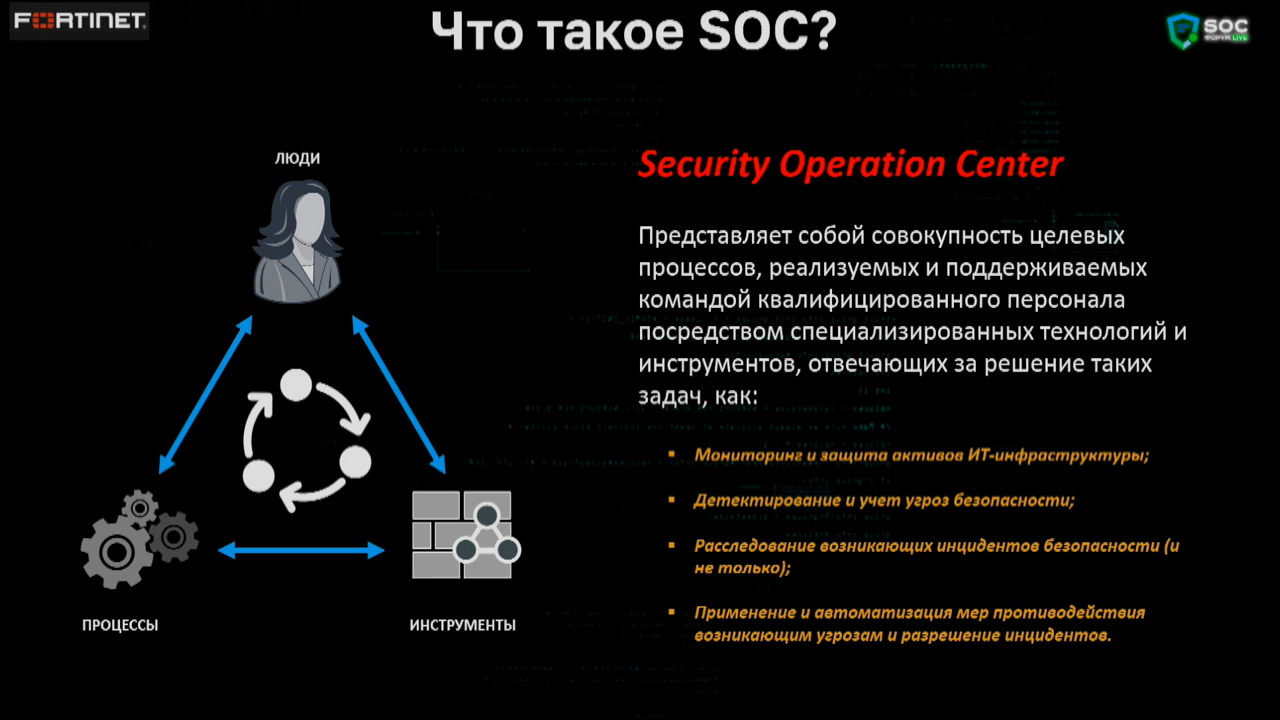 FORTINET
Что такое SOC?
SOC
ФОРУМ LIVE
ЛЮДИ
ПРОЦЕССЫ
ИНСТРУМЕНТЫ
Security Operation Center
Представляет собой совокупность целевых
процессов, реализуемых и поддерживаемых
командой квалифицированного персонала
посредством специализированных технологий и
инструментов, отвечающих за решение таких
задач, как:
▪ Мониторинг и защита активов ИТ-инфраструктуры;
▪ Детектирование и учет угроз безопасности;
▪ Расследование возникающих инцидентов безопасности (и
не только);
▪ Применение и автоматизация мер противодействия
возникающим угрозам и разрешение инцидентов.